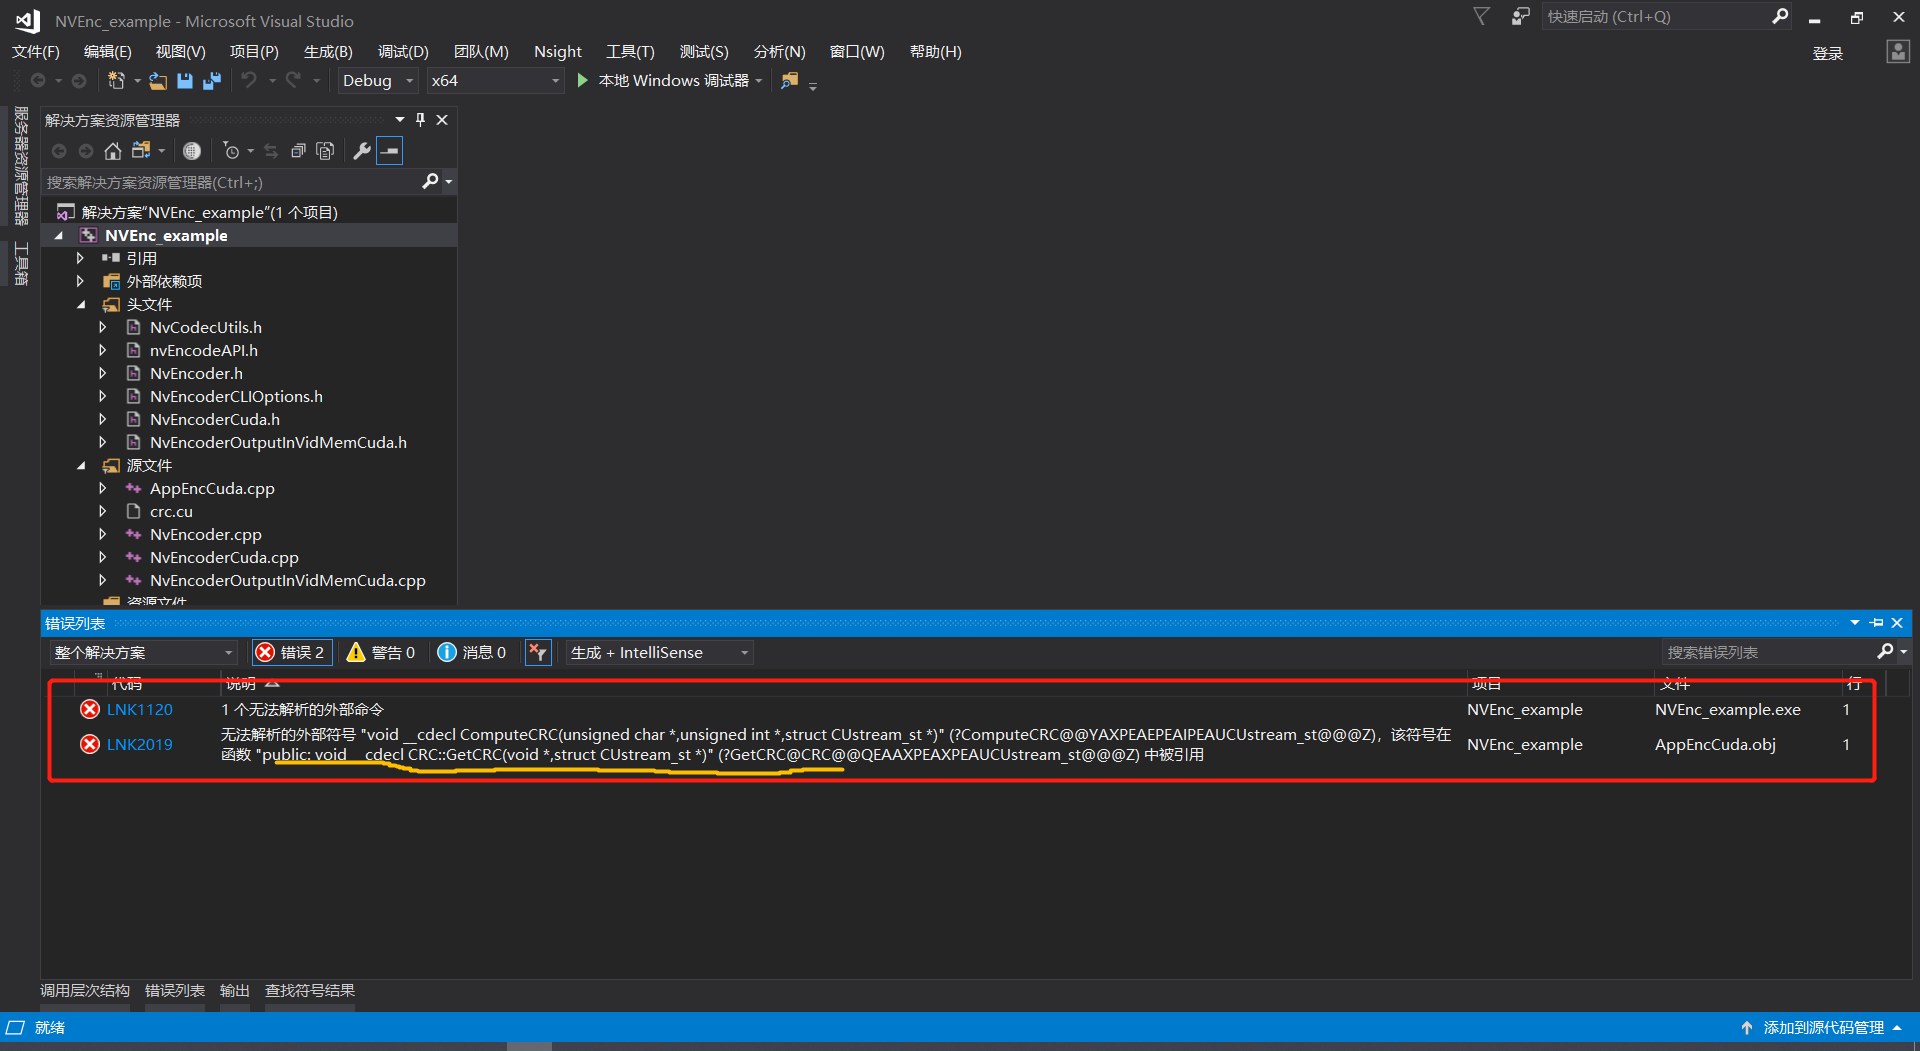 NVEnc_example - Microsoft Visual Studio
快速启动 (Ctrl+Q)
文件(F) 编辑(E) 视图(V) 项目(P) 生成(B) 调试(D) 团队(M) Nsight 工具(T) 测试(S) 分析(N) 窗口(W) 帮助(H)
登录
Debug x64 本地 Windows 调试器
服务器资源管理器
工具箱
解决方案资源管理器
搜索解决方案资源管理器(Ctrl+;)
解决方案"NVEnc_example"(1 个项目)
NVEnc_example
引用
外部依赖项
头文件
NvCodecUtils.h
nvEncodeAPI.h
NvEncoder.h
NvEncoderCLIOptions.h
NvEncoderCuda.h
NvEncoderOutputInVidMemCuda.h
源文件
AppEncCuda.cpp
crc.cu
NvEncoder.cpp
NvEncoderCuda.cpp
NvEncoderOutputInVidMemCuda.cpp
资源文件
错误列表
整个解决方案 错误 2 警告 0 消息 0 生成 + IntelliSense 搜索错误列表
代码 说明 项目 文件 行
LNK1120 1 个无法解析的外部命令 NVEnc_example NVEnc_example.exe 1
无法解析的外部符号 "void __cdecl ComputeCRC(unsigned char *,unsigned int *,struct CUstream_st *)" (?ComputeCRC@@YAXPEAEPEAIPEAUCUstream_st@@@Z)，该符号在
LNK2019 NVEnc_example AppEncCuda.obj 1
函数 "public: void __cdecl CRC::GetCRC(void *,struct CUstream_st *)" (?GetCRC@CRC@@QEAAXPEAXPEAUCUstream_st@@@Z) 中被引用
调用层次结构 错误列表 输出 查找符号结果
就绪 添加到源代码管理